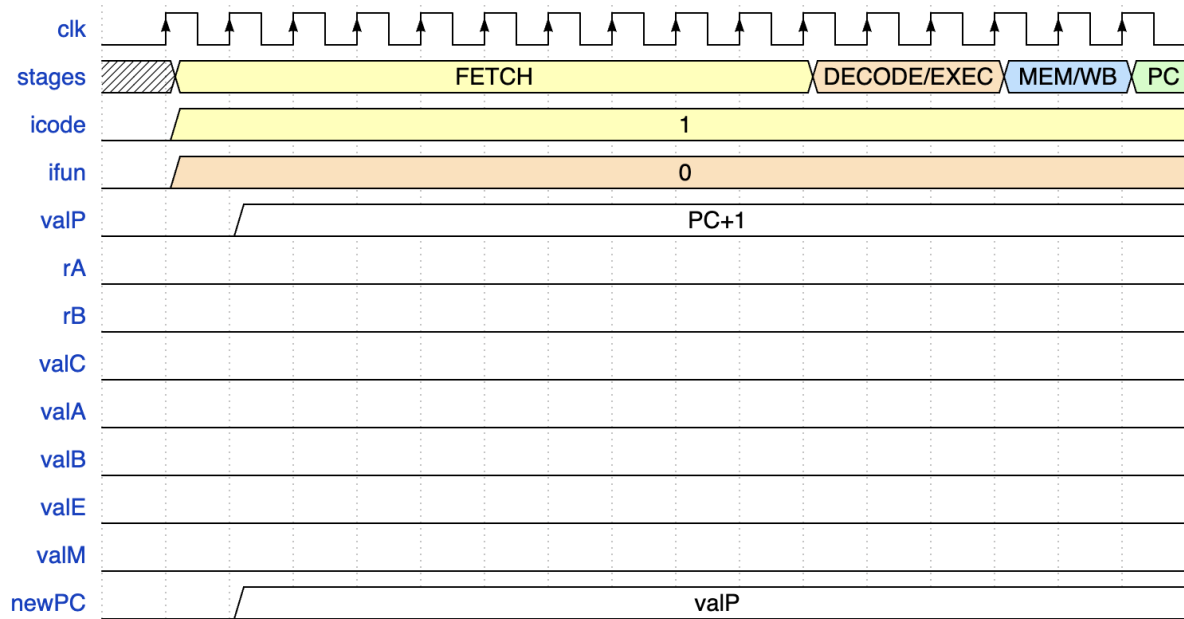 clk
stages FETCH DECODE/EXEC MEM/WB PC
icode 1
ifun 0
valP PC+1
rA
rB
valC
valA
valB
valE
valM
newPC valP